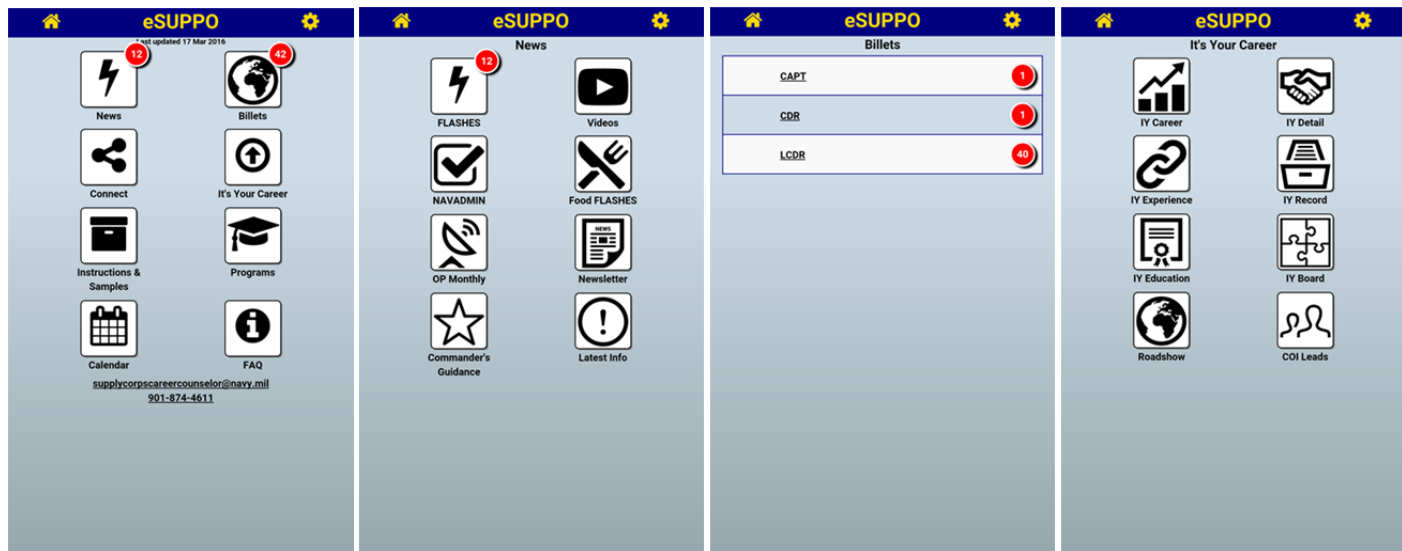 eSUPPO
Last updated 17 Mar 2016
12
42
News
Billets
Connect
It's Your Career
Instructions &
Samples
Programs
Calendar
FAQ
supplycorpscareercounselor@navy.mil
901-874-4611
eSUPPO
News
12
FLASHES
Videos
NAVADMIN
Food FLASHES
NEWS
OP Monthly
Newsletter
Commander's
Guidance
Latest Info
eSUPPO
Billets
CAPT 1
CDR 1
LCDR 40
eSUPPO
It's Your Career
IY Career
IY Detail
IY Experience
IY Record
IY Education
IY Board
Roadshow
COI Leads